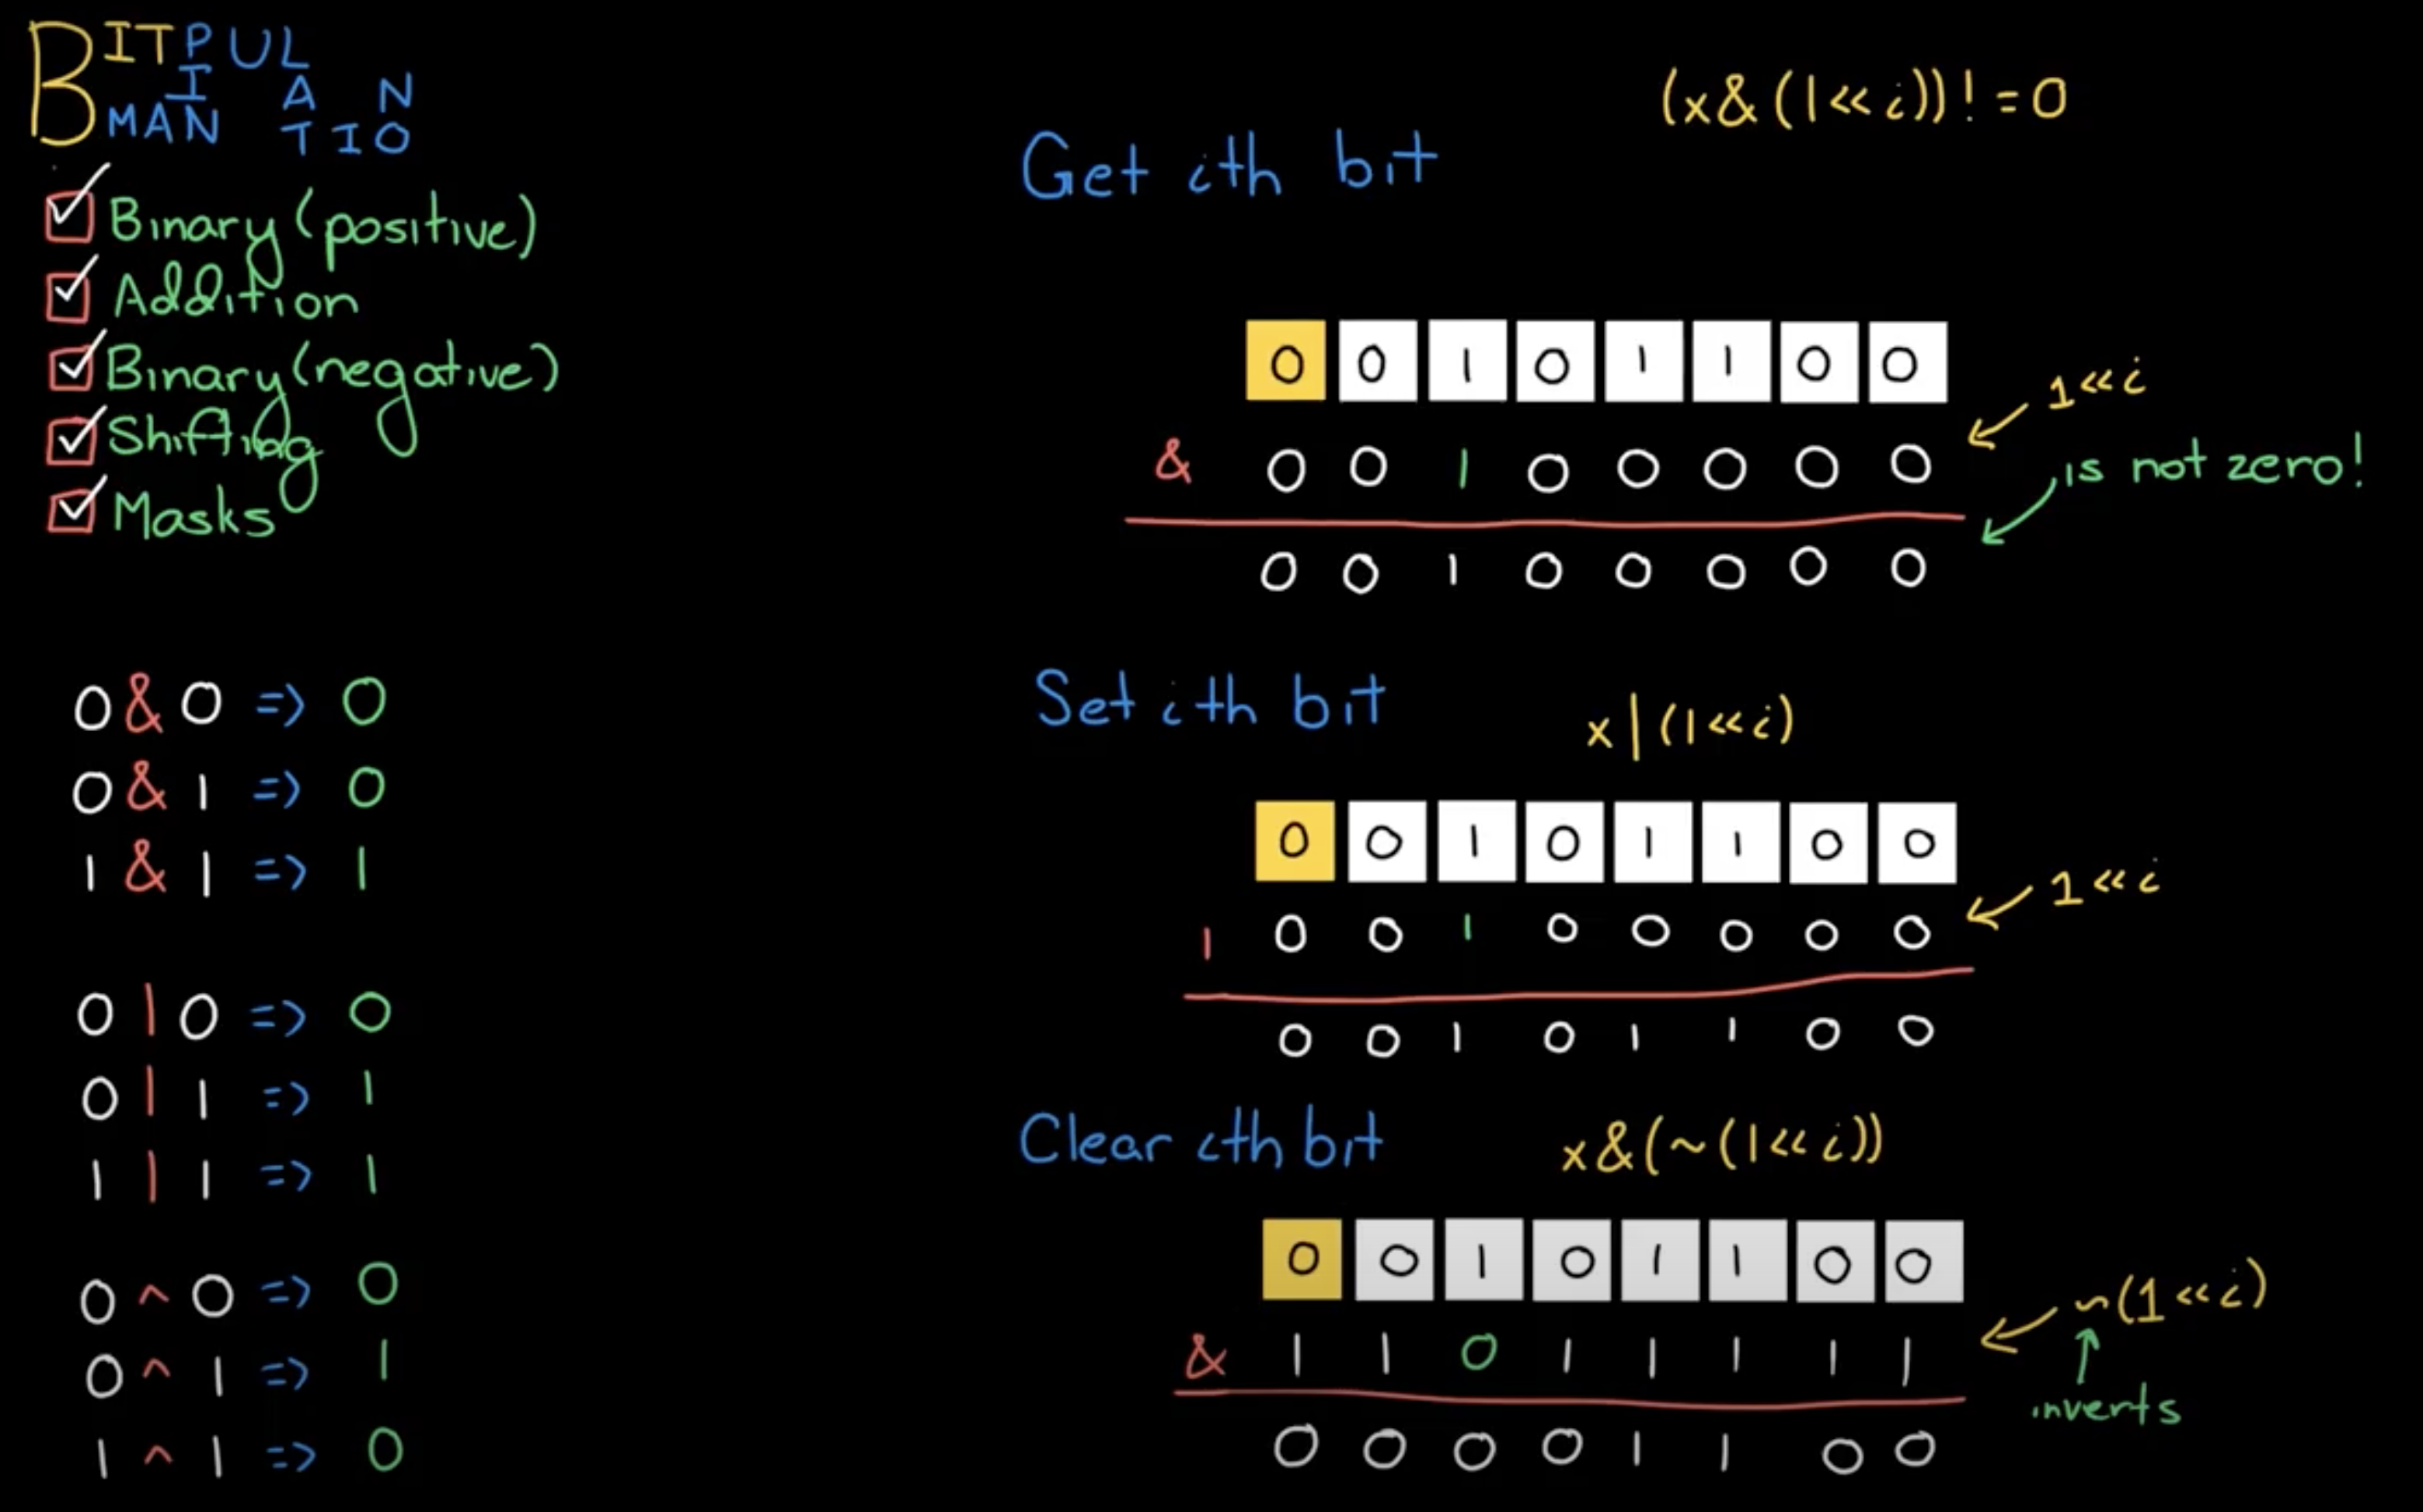 BIT MANIPULATION
Binary (positive)
Addition
Binary (negative)
Shifting
Masks
0 & 0 => 0
0 & 1 => 0
1 & 1 => 1
0 | 0 => 0
0 | 1 => 1
1 | 1 => 1
0 ^ 0 => 0
0 ^ 1 => 1
1 ^ 1 => 0
(x&(1<<i))!=0
Get ith bit
0 0 1 0 1 1 0 0
1<<i
& 0 0 1 0 0 0 0 0
is not zero!
0 0 1 0 0 0 0 0
Set ith bit
x|(1<<i)
0 0 1 0 1 1 0 0
1<<i
| 0 0 1 0 0 0 0 0
0 0 1 0 1 1 0 0
Clear ith bit
x&(~(1<<i))
0 0 1 0 1 1 0 0
~(1<<i)
& 1 1 0 1 1 1 1 1
inverts
0 0 0 0 1 1 0 0